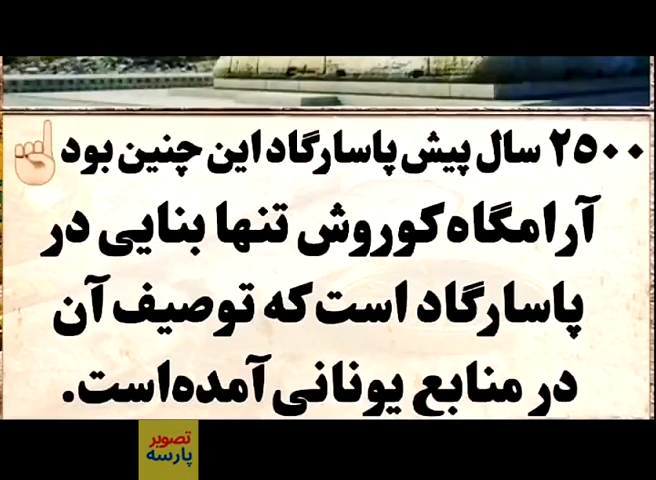 ۲۵۰۰ سال پیش پاسارگاد این چنین بود
آرامگاه کوروش تنها بنایی در
پاسارگاد است که توصیف آن
در منابع یونانی آمده‌است.
تصویر
پارسه